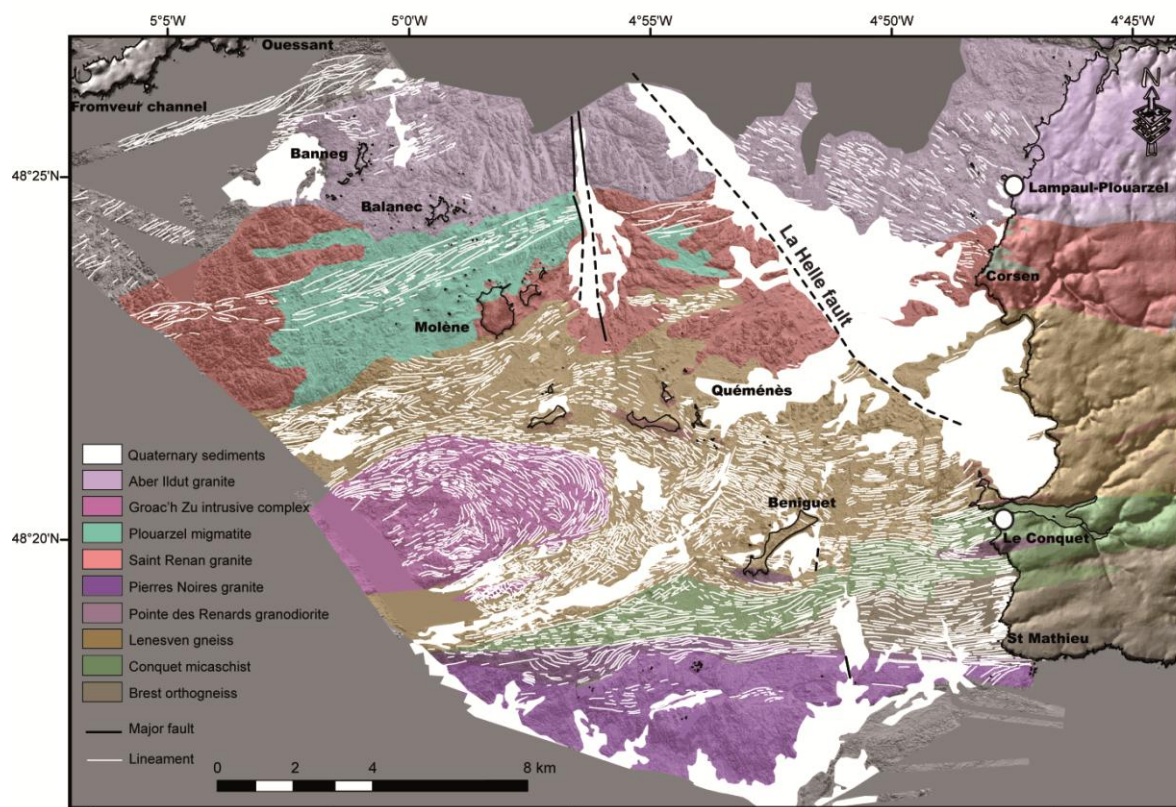 5°5'W 5°0'W 4°55'W 4°50'W 4°45'W
Ouessant
N
Fromveur channel
Banneg
48°25'N
Lampaul-Plouarzel
Balanec
La Helle fault
Corsen
Molène
Quéménès
Quaternary sediments
Aber Ildut granite
Groac'h Zu intrusive complex
Plouarzel migmatite
Saint Renan granite
Pierres Noires granite
Pointe des Renards granodiorite
Lenesven gneiss
Conquet micaschist
Brest orthogneiss
Major fault
Lineament
Beniguet
48°20'N
Le Conquet
St Mathieu
0 2 4 8 km